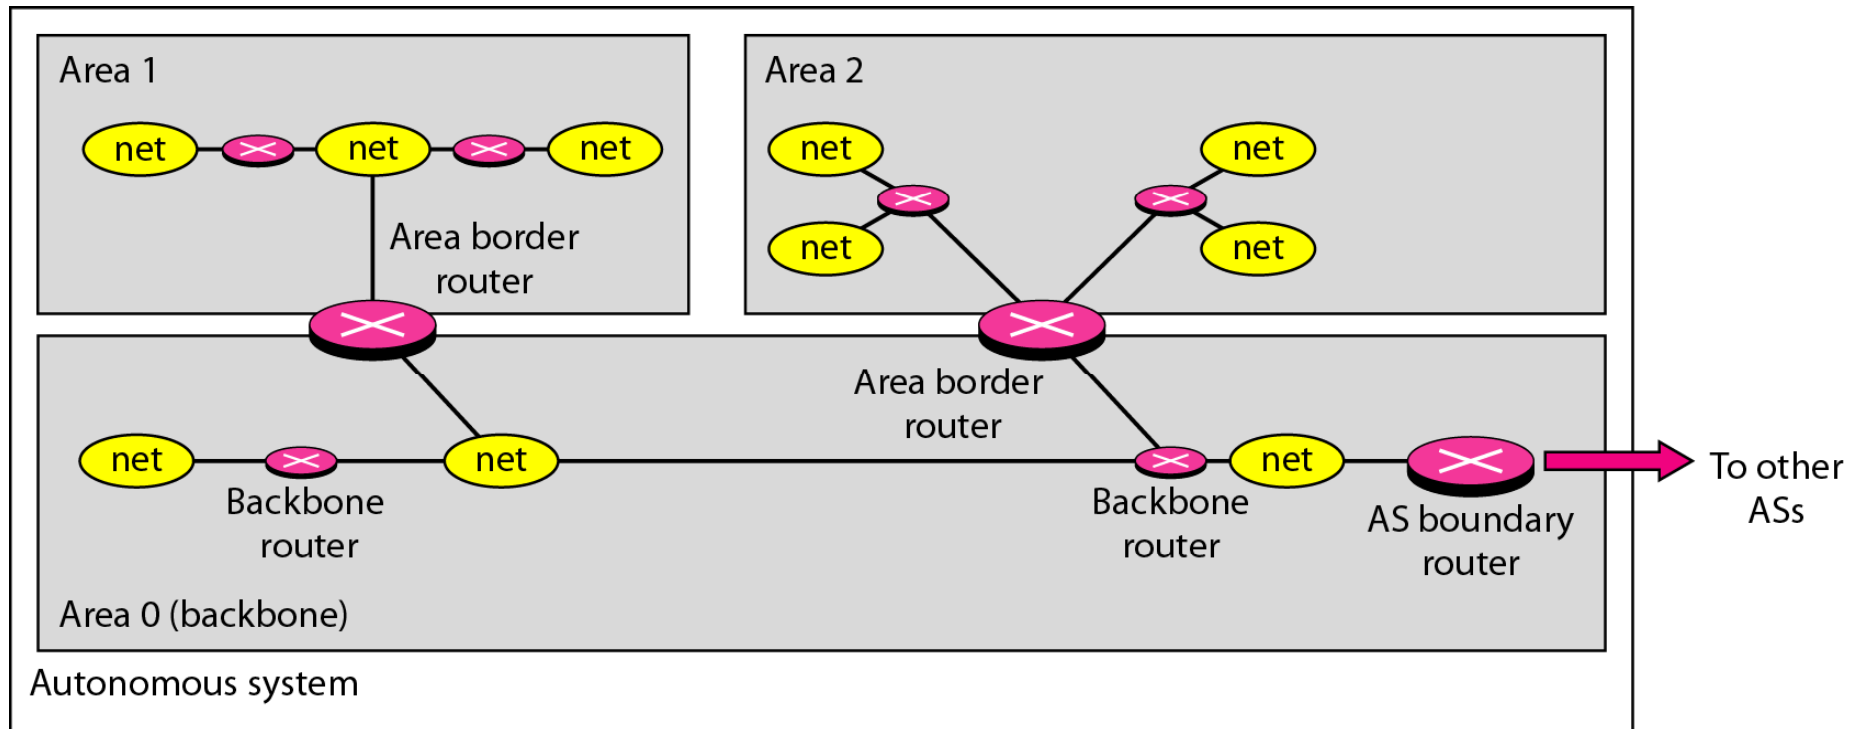 Area 1
net
net
net
Area border
router
Area 2
net
net
net
net
Area border
router
net
Backbone
router
net
Backbone
router
net
AS boundary
router
To other
ASs
Area 0 (backbone)
Autonomous system